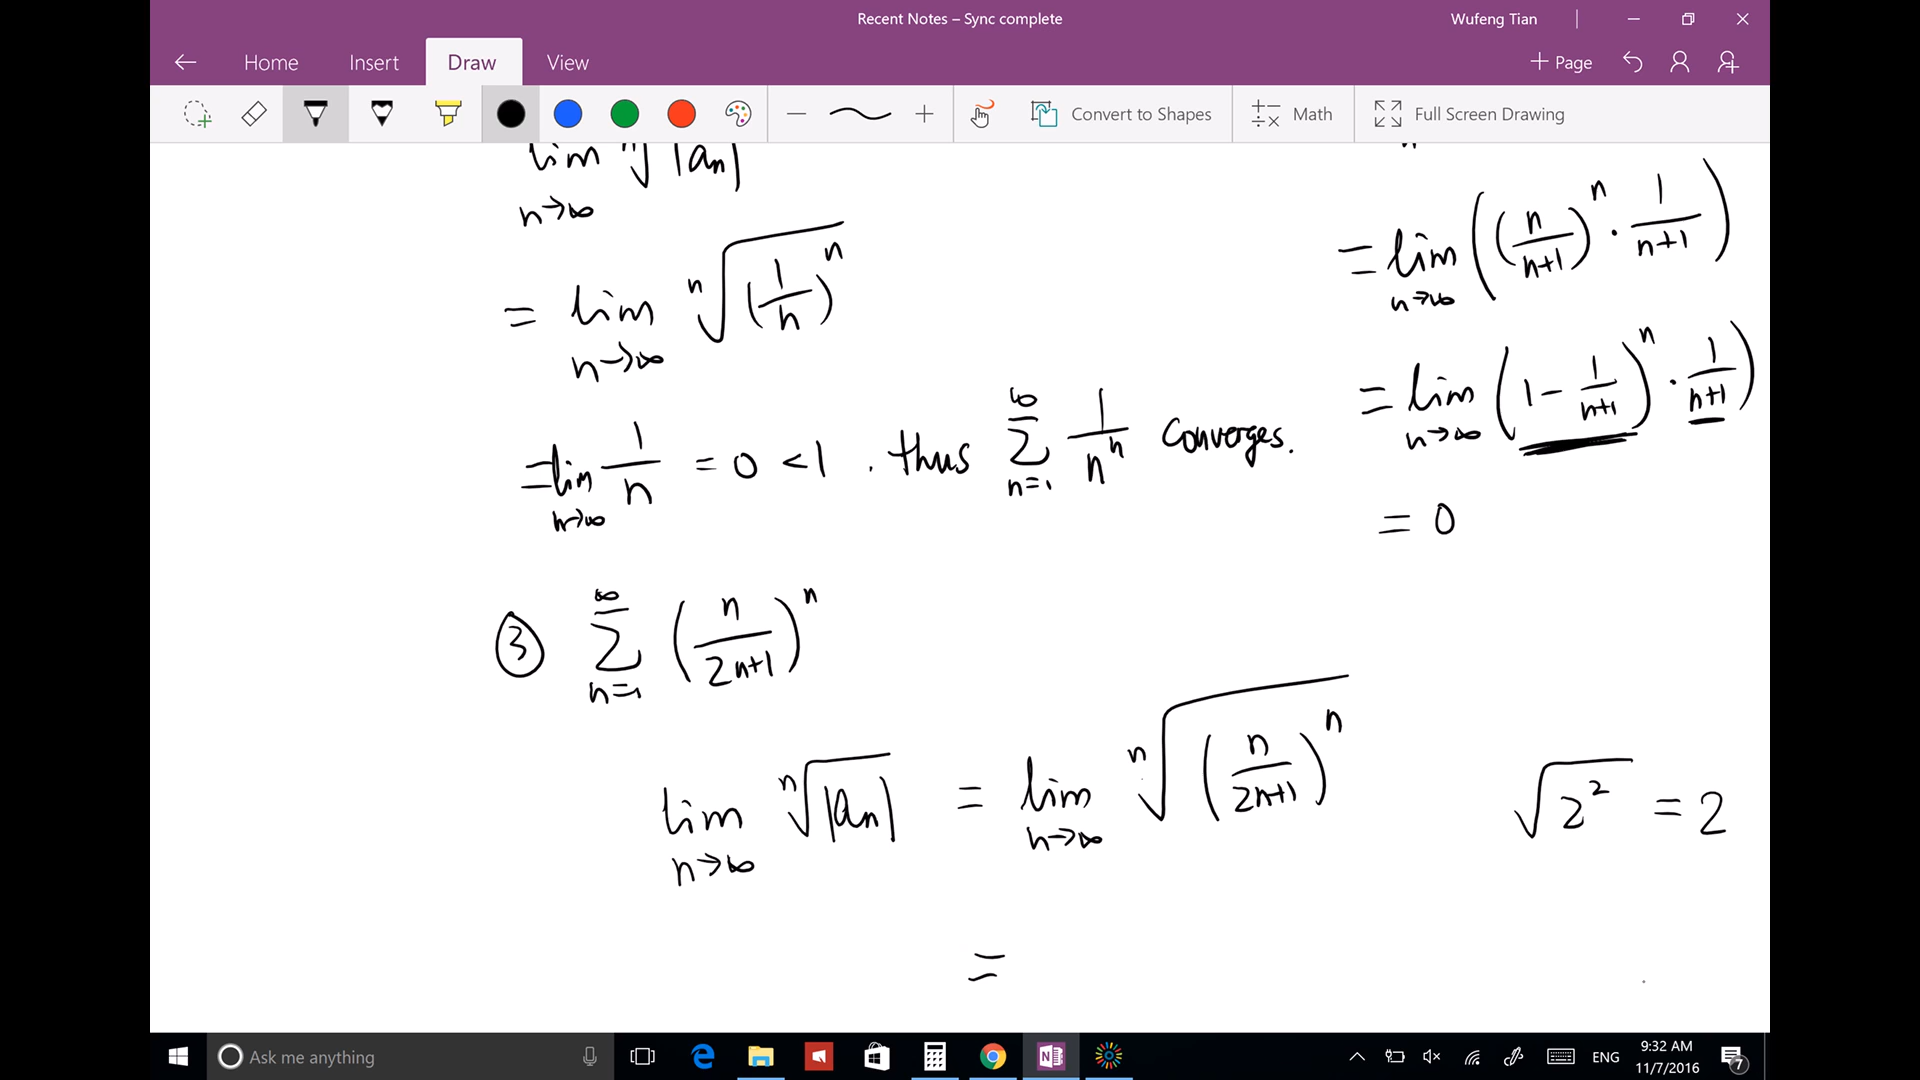 Recent Notes – Sync complete
Wufeng Tian
Home Insert Draw View
+ Page
Convert to Shapes
Math
Full Screen Drawing
lim n→∞ ⁿ√|aₙ|
= lim n→∞ ⁿ√(1/n)ⁿ
= lim n→∞ 1/n = 0 < 1 . thus ∑ n=1 ∞ 1/nⁿ converges.
= lim n→∞ ((n/n+1)ⁿ · 1/n+1)
= lim n→∞ (1 − 1/n+1)ⁿ · 1/n+1)
= 0
③ ∑ n=1 ∞ (n/2n+1)ⁿ
lim n→∞ ⁿ√|aₙ| = lim n→∞ ⁿ√(n/2n+1)ⁿ
√2² = 2
=
Ask me anything
ENG
9:32 AM
11/7/2016
7